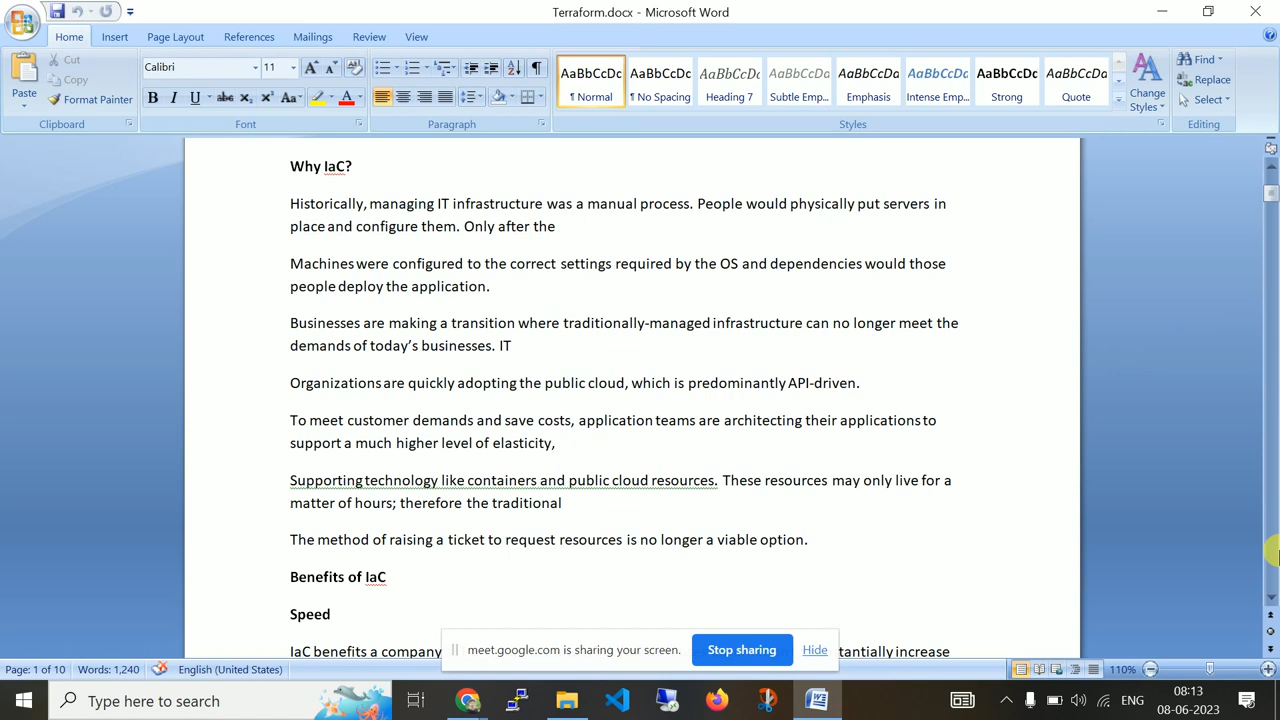 Terraform.docx - Microsoft Word
Home Insert Page Layout References Mailings Review View
Paste
Cut
Copy
Format Painter
Clipboard
Calibri 11
Font
Paragraph
AaBbCcDc AaBbCcDc AaBbCcDc AaBbCcDa AaBbCcDa AaBbCcDa AaBbCcDc AaBbCcDa
¶ Normal ¶ No Spacing Heading 7 Subtle Emp... Emphasis Intense Emp... Strong Quote
Styles
Change Styles
Find
Replace
Select
Editing
Why IaC?
Historically, managing IT infrastructure was a manual process. People would physically put servers in
place and configure them. Only after the
Machines were configured to the correct settings required by the OS and dependencies would those
people deploy the application.
Businesses are making a transition where traditionally-managed infrastructure can no longer meet the
demands of today’s businesses. IT
Organizations are quickly adopting the public cloud, which is predominantly API-driven.
To meet customer demands and save costs, application teams are architecting their applications to
support a much higher level of elasticity,
Supporting technology like containers and public cloud resources. These resources may only live for a
matter of hours; therefore the traditional
The method of raising a ticket to request resources is no longer a viable option.
Benefits of IaC
Speed
IaC benefits a company
tantially increase
meet.google.com is sharing your screen. Stop sharing Hide
Page: 1 of 10 Words: 1,240 English (United States) 110%
Type here to search
ENG
08:13
08-06-2023